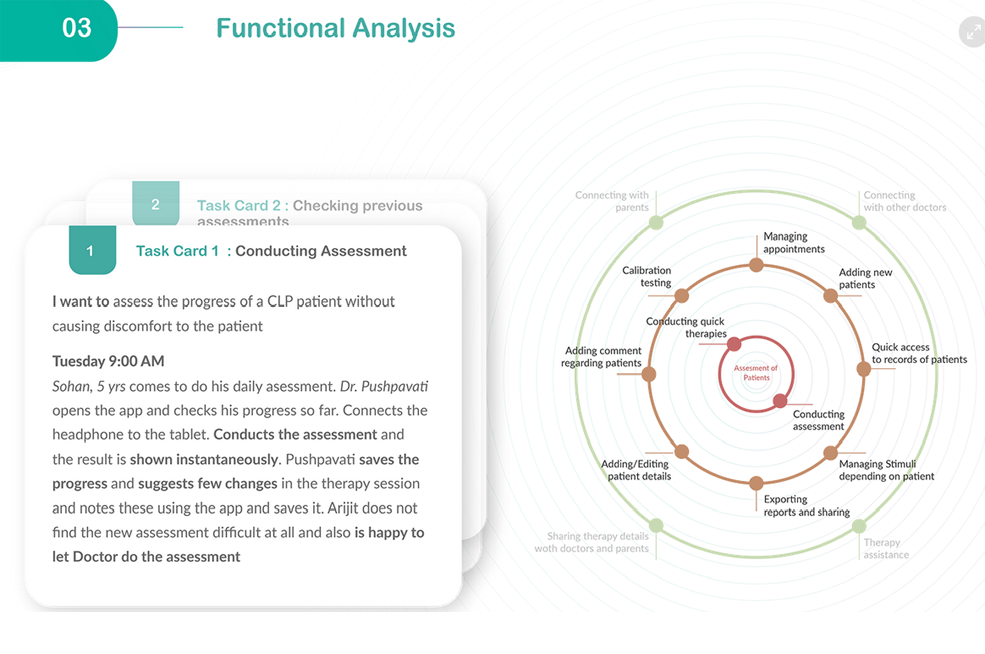 03
Functional Analysis
2
Task Card 2 : Checking previous
assessments
1
Task Card 1 : Conducting Assessment
I want to assess the progress of a CLP patient without
causing discomfort to the patient
Tuesday 9:00 AM
Sohan, 5 yrs comes to do his daily asessment. Dr. Pushpavati
opens the app and checks his progress so far. Connects the
headphone to the tablet. Conducts the assessment and
the result is shown instantaneously. Pushpavati saves the
progress and suggests few changes in the therapy session
and notes these using the app and saves it. Arijit does not
find the new assessment difficult at all and also is happy to
let Doctor do the assessment
Connecting with
parents
Connecting
with other doctors
Managing
appointments
Calibration
testing
Adding new
patients
Conducting quick
therapies
Adding comment
regarding patients
Quick access
to records of patients
Assesment of
Patients
Conducting
assessment
Adding/Editing
patient details
Managing Stimuli
depending on patient
Exporting
reports and sharing
Sharing therapy details
woth doctors and parents
Therapy
assistance